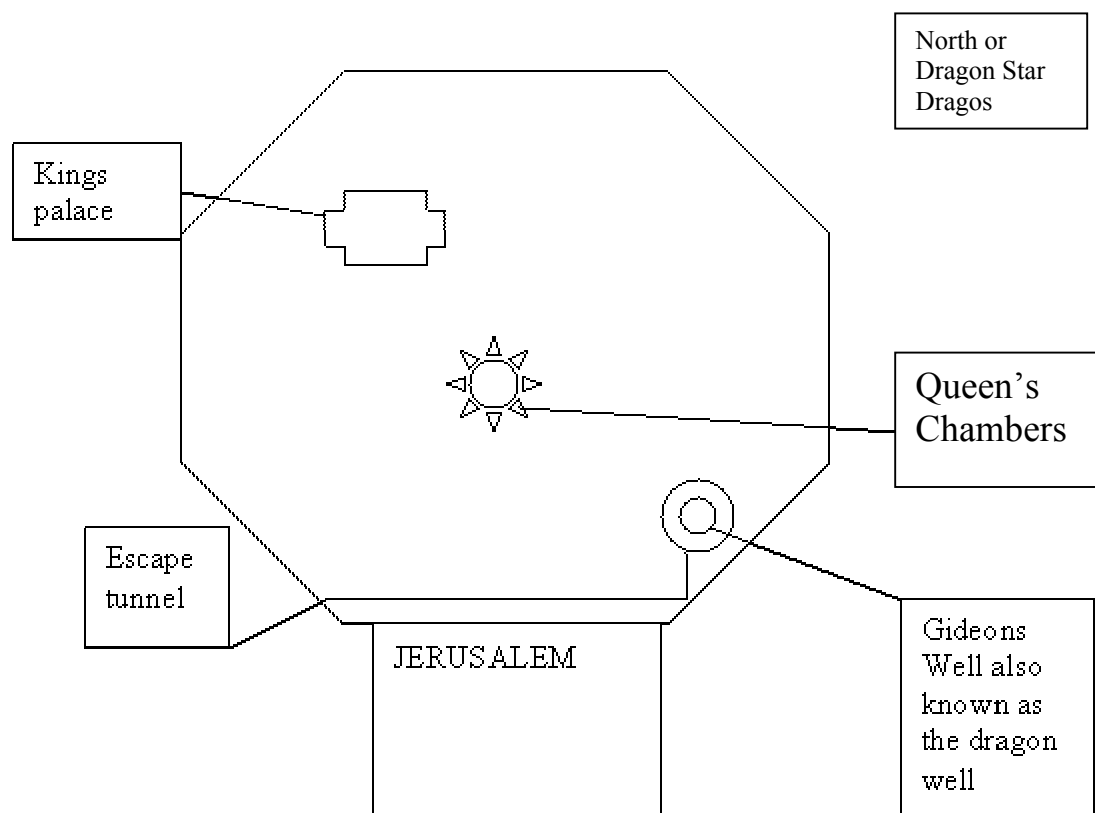 North or
Dragon Star
Dragos
Kings
palace
Queen’s
Chambers
Escape
tunnel
JERUSALEM
Gideons
Well also
known as
the dragon
well